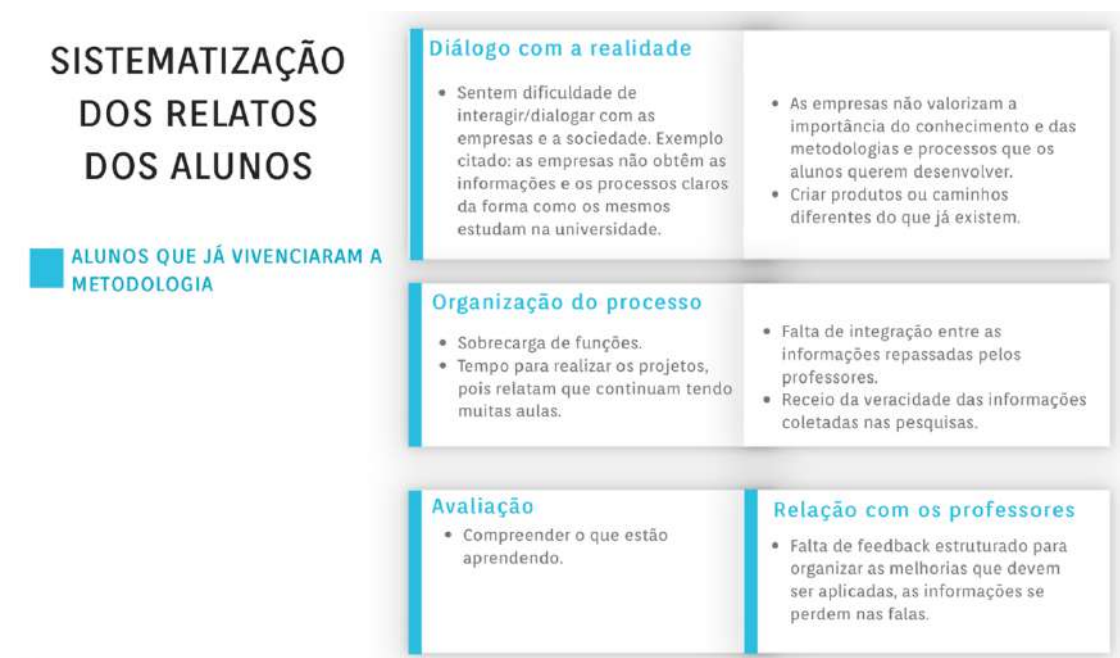 SISTEMATIZAÇÃO
DOS RELATOS
DOS ALUNOS
ALUNOS QUE JÁ VIVENCIARAM A
METODOLOGIA
Diálogo com a realidade
• Sentem dificuldade de
interagir/dialogar com as
empresas e a sociedade. Exemplo
citado: as empresas não obtêm as
informações e os processos claros
da forma como os mesmos
estudam na universidade.
• As empresas não valorizam a
importância do conhecimento e das
metodologias e processos que os
alunos querem desenvolver.
• Criar produtos ou caminhos
diferentes do que já existem.
Organização do processo
• Sobrecarga de funções.
• Tempo para realizar os projetos,
pois relatam que continuam tendo
muitas aulas.
• Falta de integração entre as
informações repassadas pelos
professores.
• Receio da veracidade das informações
coletadas nas pesquisas.
Avaliação
• Compreender o que estão
aprendendo.
Relação com os professores
• Falta de feedback estruturado para
organizar as melhorias que devem
ser aplicadas, as informações se
perdem nas falas.